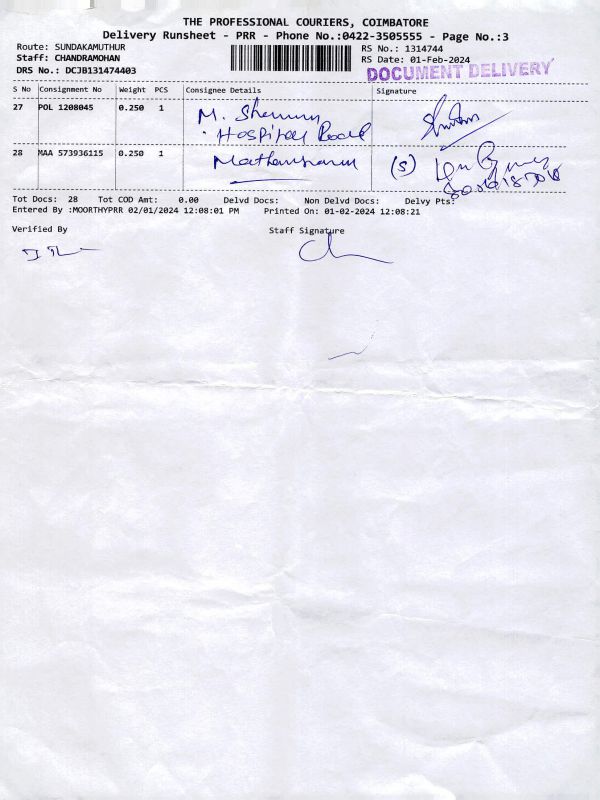 THE PROFESSIONAL COURIERS, COIMBATORE
Delivery Runsheet - PRR - Phone No.:0422-3505555 - Page No.:3
Route: SUNDAKAMUTHUR
Staff: CHANDRAMOHAN
DRS No.: DCJB131474403
RS No.: 1314744
RS Date: 01-Feb-2024
DOCUMENT DELIVERY
S No Consignment No Weight PCS Consignee Details Signature
27 POL 1208045 0.250 1 M.
Hospital Road
28 MAA 573936115 0.250 1 (S)
Tot Docs: 28 Tot COD Amt: 0.00 Delvd Docs: Non Delvd Docs: Delvy Pts:
Entered By :MOORTHYPRR 02/01/2024 12:08:01 PM Printed On: 01-02-2024 12:08:21
Verified By Staff Signature